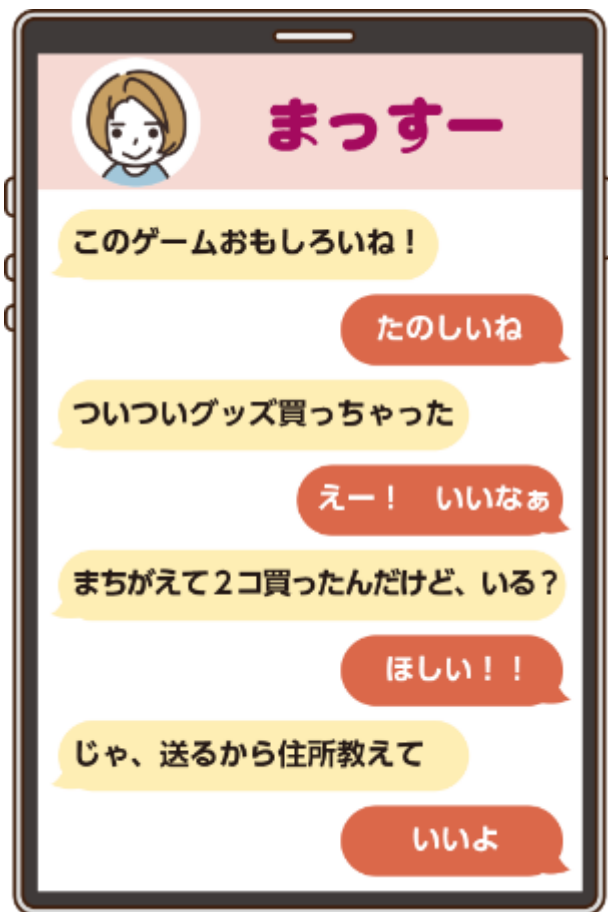 まっすー
このゲームおもしろいね！
たのしいね
ついついグッズ買っちゃった
えー！　いいなぁ
まちがえて２コ買ったんだけど、いる？
ほしい！！
じゃ、送るから住所教えて
いいよ